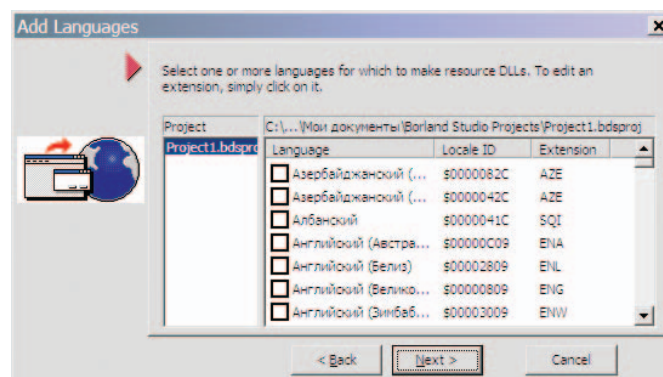 Add Languages
Select one or more languages for which to make resource DLLs. To edit an
extension, simply click on it.
Project C:\...\Мои документы\Borland Studio Projects\Project1.bdsproj
Project1.bdspro Language Locale ID Extension
Азербайджанский (... $0000082C AZE
Азербайджанский (... $0000042C AZE
Албанский $0000041C SQI
Английский (Австра... $00000C09 ENA
Английский (Белиз) $00002809 ENL
Английский (Велико... $00000809 ENG
Английский (Зимбаб... $00003009 ENW
< Back Next > Cancel